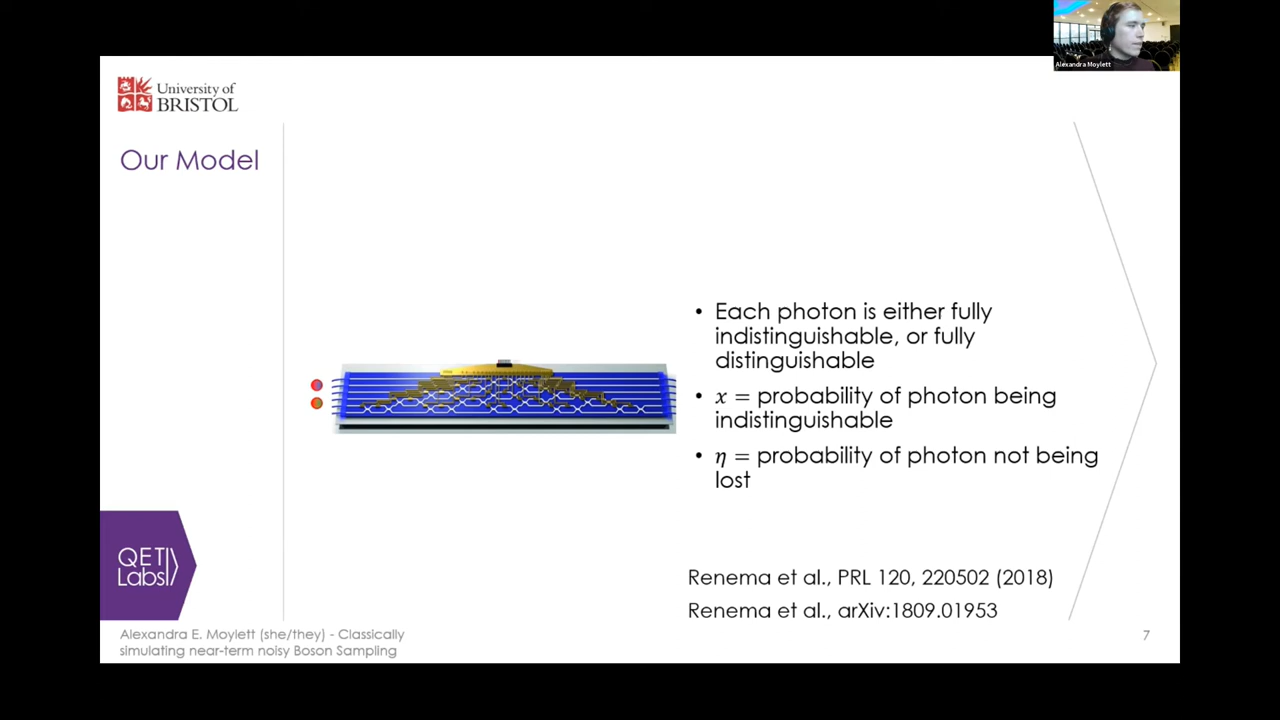 Alexandra Moylett
University of
BRISTOL
Our Model
• Each photon is either fully
indistinguishable, or fully
distinguishable
• x = probability of photon being
indistinguishable
• η = probability of photon not being
lost
QET
Labs
Renema et al., PRL 120, 220502 (2018)
Renema et al., arXiv:1809.01953
Alexandra E. Moylett (she/they) - Classically
simulating near-term noisy Boson Sampling
7